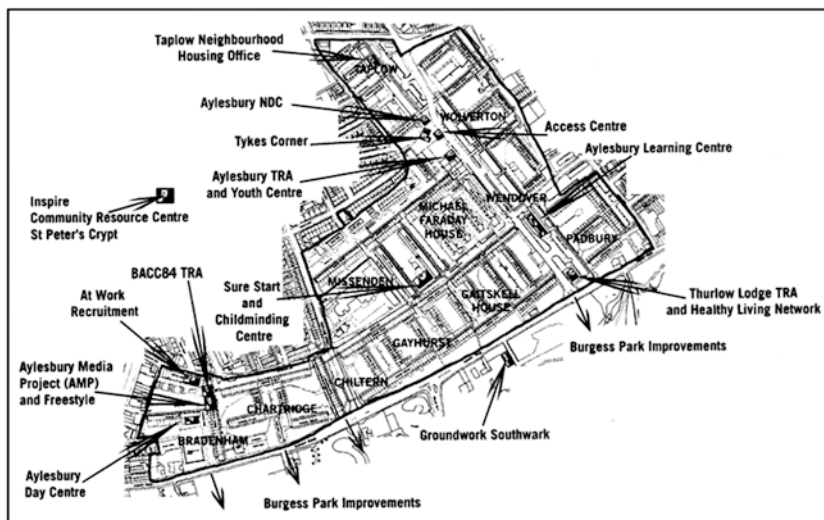 Taplow Neighbourhood
Housing Office
TAPLOW
Aylesbury NDC
WOLVERTON
Tykes Corner
Access Centre
Aylesbury Learning Centre
Aylesbury TRA
and Youth Centre
Inspire
Community Resource Centre
St Peter's Crypt
WENDOVER
MICHAEL
FARADAY
HOUSE
PADBURY
BACC84 TRA
At Work
Recruitment
Sure Start
and
Childminding
Centre
MISSENDEN
GAITSKELL
HOUSE
Thurlow Lodge TRA
and Healthy Living Network
GAYHURST
Burgess Park Improvements
Aylesbury Media
Project (AMP)
and Freestyle
CHILTERN
CHARTRIDGE
Groundwork Southwark
BRADENHAM
Aylesbury
Day Centre
Burgess Park Improvements